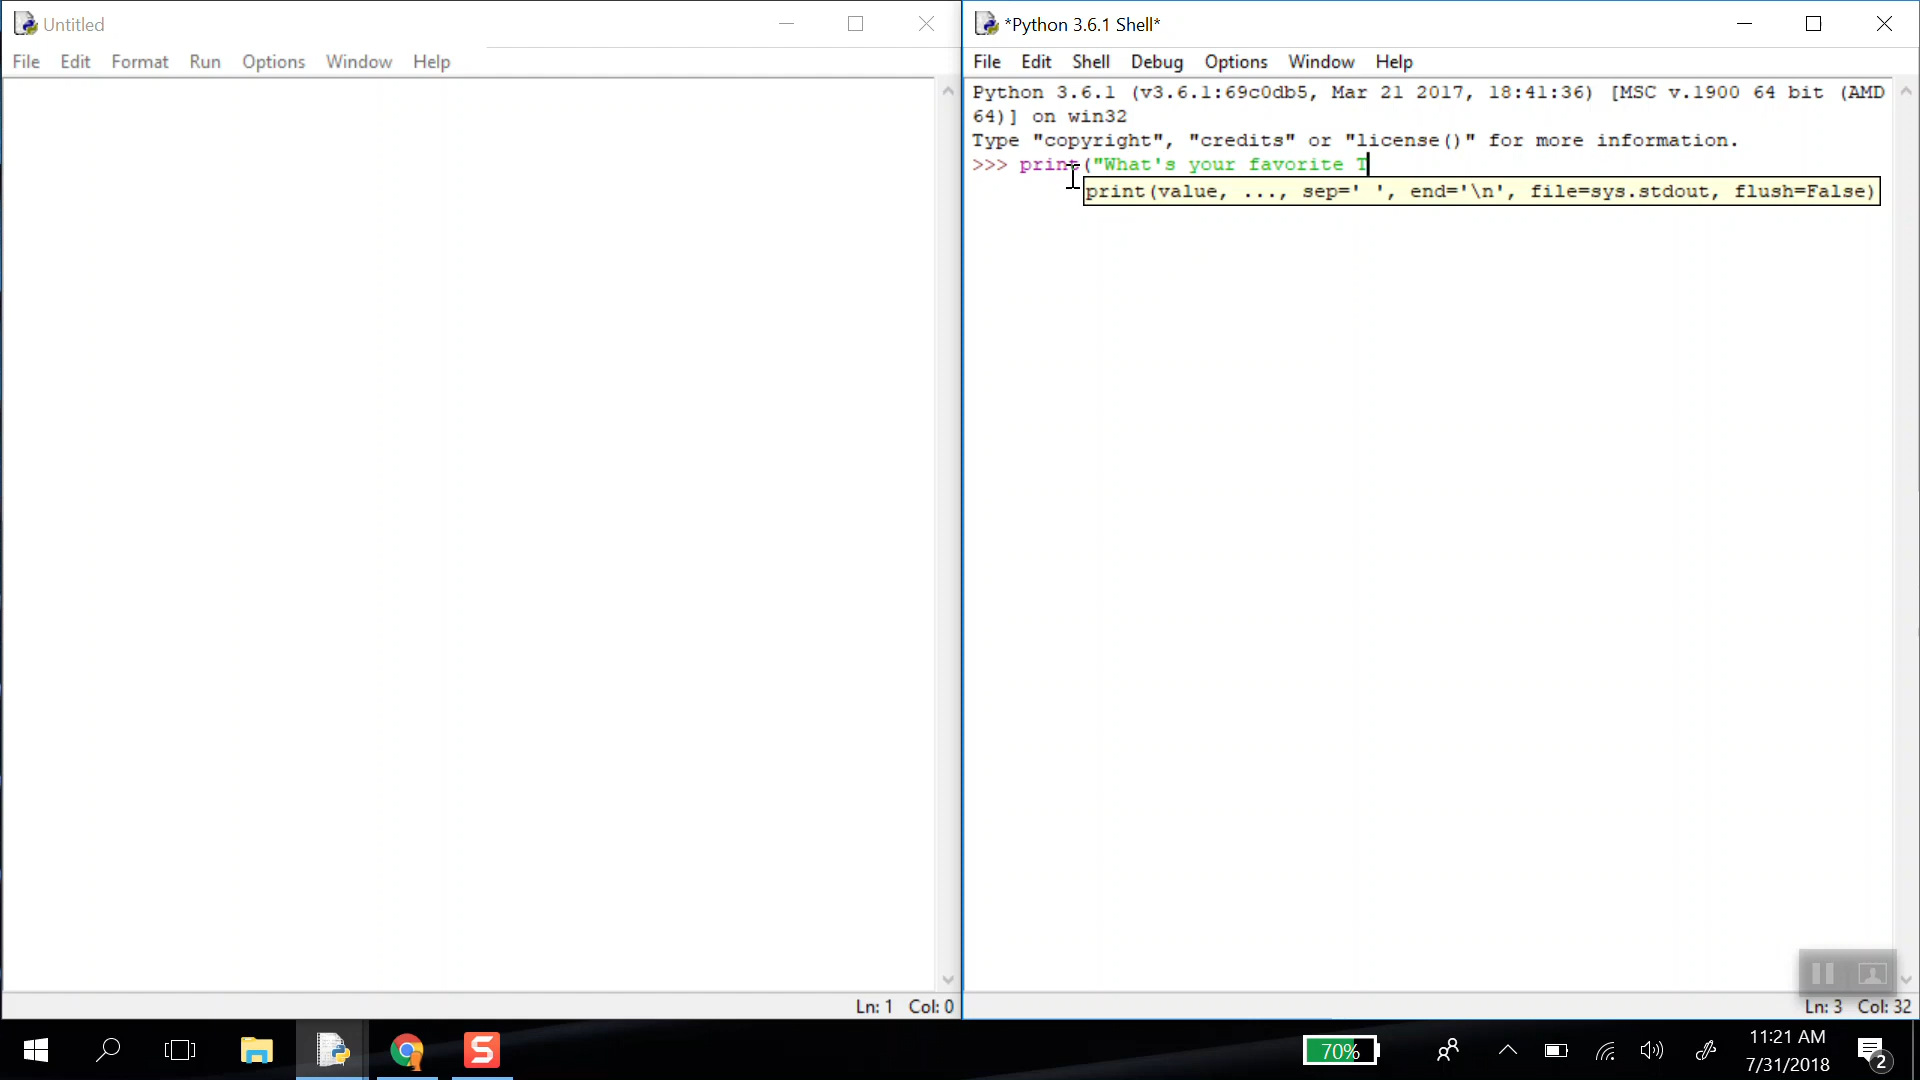 Untitled
File Edit Format Run Options Window Help
Ln: 1 Col: 0
*Python 3.6.1 Shell*
File Edit Shell Debug Options Window Help
Python 3.6.1 (v3.6.1:69c0db5, Mar 21 2017, 18:41:36) [MSC v.1900 64 bit (AMD
64)] on win32
Type "copyright", "credits" or "license()" for more information.
>>> print("What's your favorite T
print(value, ..., sep=' ', end='\n', file=sys.stdout, flush=False)
Ln: 3 Col: 32
S
70%
11:21 AM
7/31/2018
2